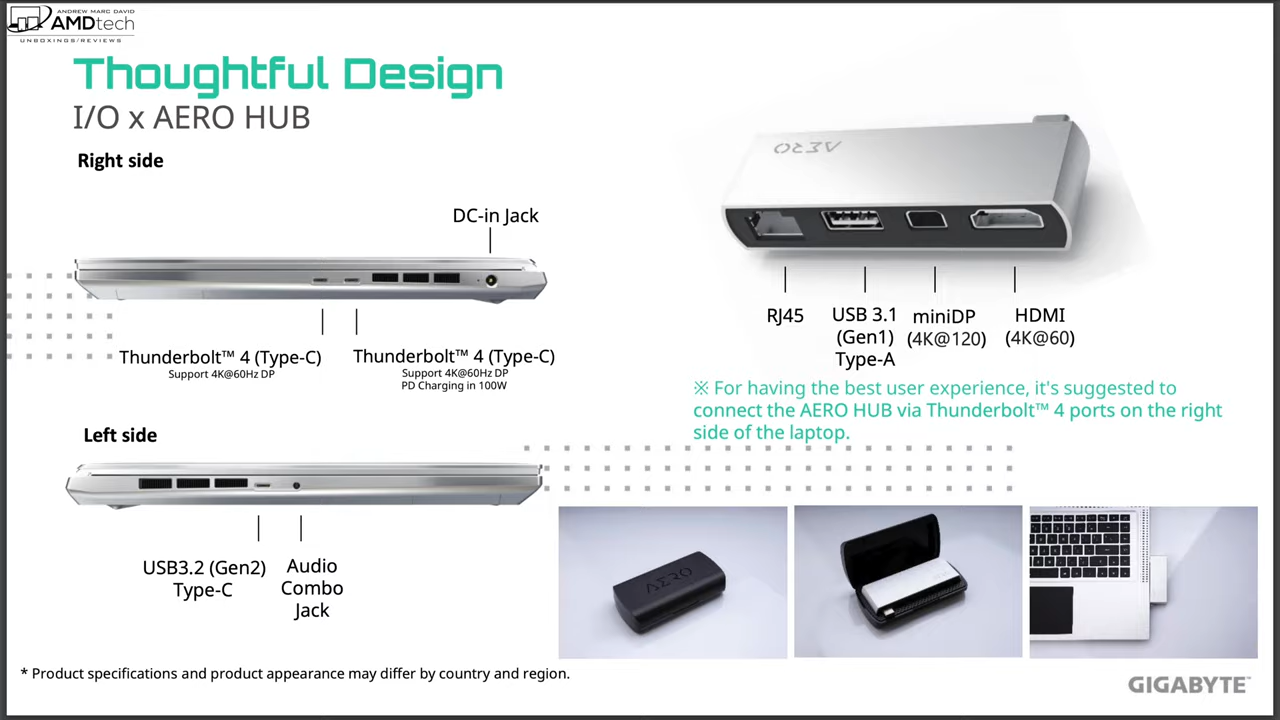 ANDREW MARC DAVID
AMDtech
UNBOXINGS/REVIEWS
Thoughtful Design
I/O x AERO HUB
Right side
DC-in Jack
Thunderbolt™ 4 (Type-C)
Support 4K@60Hz DP
Thunderbolt™ 4 (Type-C)
Support 4K@60Hz DP
PD Charging in 100W
Left side
USB3.2 (Gen2)
Type-C
Audio
Combo
Jack
AERO
RJ45
USB 3.1
(Gen1)
Type-A
miniDP
(4K@120)
HDMI
(4K@60)
※ For having the best user experience, it's suggested to
connect the AERO HUB via Thunderbolt™ 4 ports on the right
side of the laptop.
AERO
* Product specifications and product appearance may differ by country and region.
GIGABYTE™